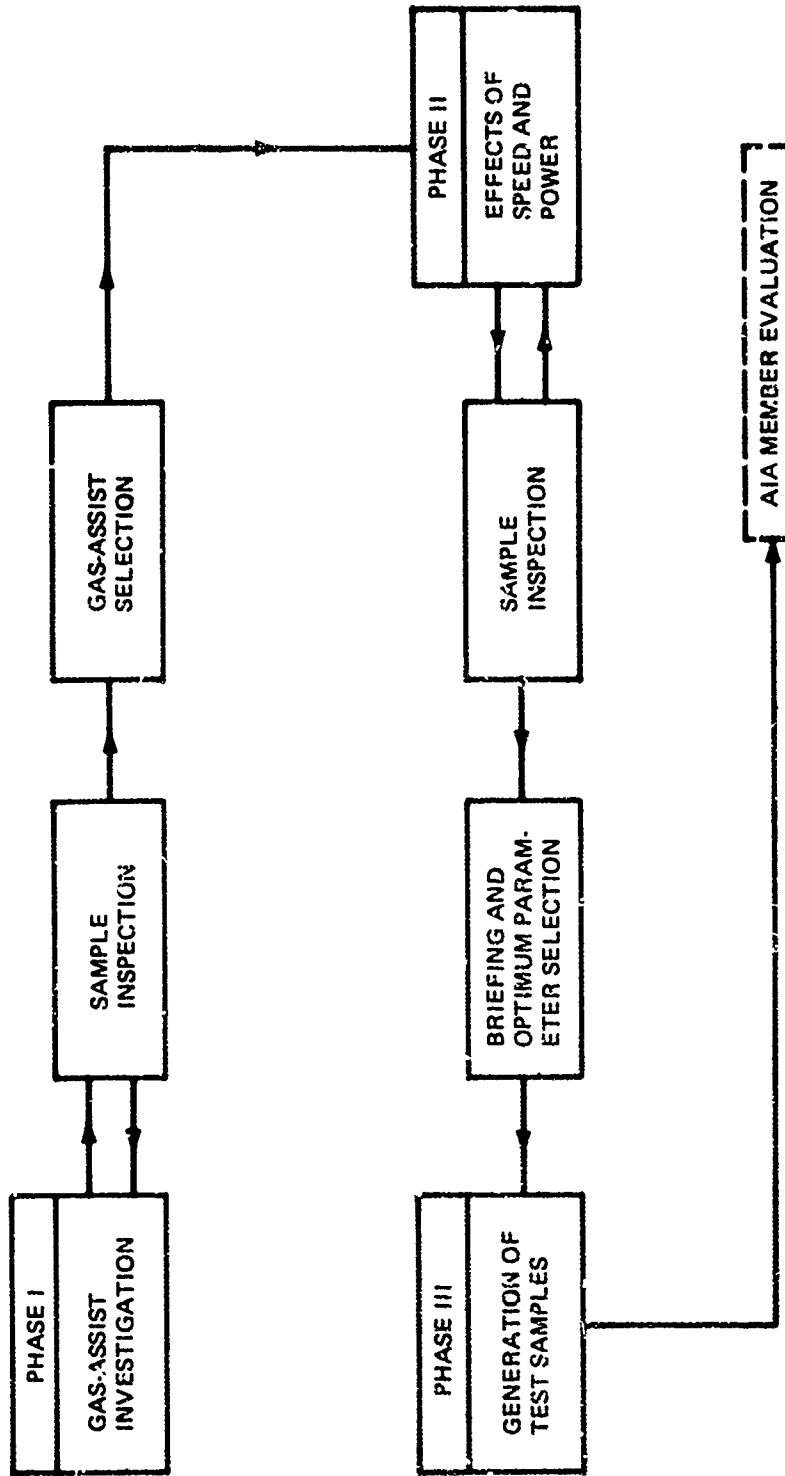 PHASE I
GAS-ASSIST
INVESTIGATION
SAMPLE
INSPECTION
GAS-ASSIST
SELECTION
PHASE II
EFFECTS OF
SPEED AND
POWER
SAMPLE
INSPECTION
BRIEFING AND
OPTIMUM PARAM-
ETER SELECTION
PHASE III
GENERATION OF
TEST SAMPLES
AIA MEMBER EVALUATION